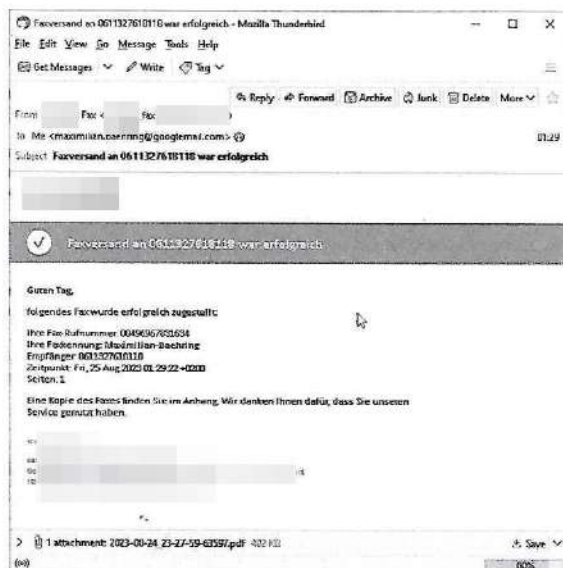 Faxversand an 0611327618118 war erfolgreich - Mozilla Thunderbird
File Edit View Go Message Tools Help
Get Messages Write Tag
Reply Forward Archive Junk Delete More
From Fax < fax
To Me <maximilian.baehring@googlemail.com> 01:29
Subject Faxversand an 0611327618118 war erfolgreich
Faxversand an 0611327618118 war erfolgreich
Guten Tag,
folgendes Fax wurde erfolgreich zugestellt:
Ihre Fax-Rufnummer: 00496967831634
Ihre Faxkennung: Maximilian-Baehring
Empfänger: 0611327618118
Zeitpunkt: Fri, 25 Aug 2023 01:29:22 +0200
Seiten: 1
Eine Kopie des Faxes finden Sie im Anhang. Wir danken Ihnen dafür, dass Sie unseren
Service genutzt haben.
1 attachment: 2023-08-24_23-27-59-63597.pdf 422 KB Save